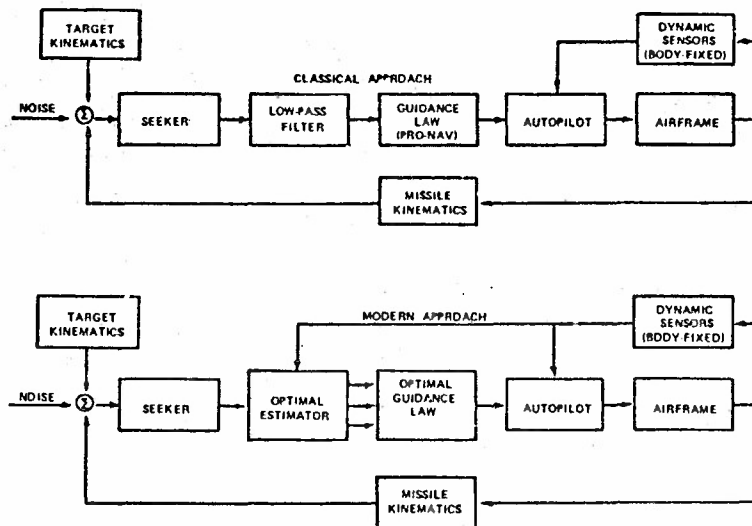 TARGET
KINEMATICS
DYNAMIC
SENSORS
(BODY-FIXED)
CLASSICAL APPROACH
NOISE
Σ
SEEKER
LOW-PASS
FILTER
GUIDANCE
LAW
(PRO-NAV)
AUTOPILOT
AIRFRAME
MISSILE
KINEMATICS
TARGET
KINEMATICS
MODERN APPROACH
DYNAMIC
SENSORS
(BODY-FIXED)
NOISE
Σ
SEEKER
OPTIMAL
ESTIMATOR
OPTIMAL
GUIDANCE
LAW
AUTOPILOT
AIRFRAME
MISSILE
KINEMATICS